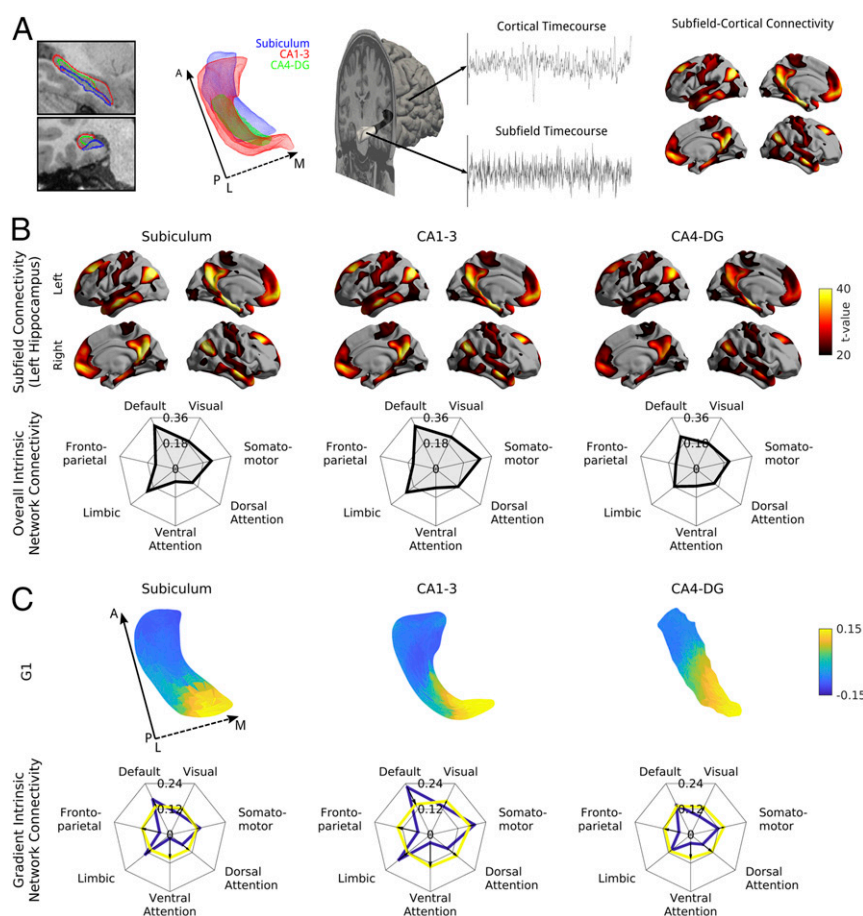 A
Subiculum
CA1-3
CA4-DG
A
P
L
M
Cortical Timecourse
Subfield Timecourse
Subfield-Cortical Connectivity
B
Subfield Connectivity
(Left Hippocampus)
Left
Right
Subiculum
CA1-3
CA4-DG
40
t-value
20
Overall Intrinsic
Network Connectivity
Default
Visual
0.36
0.18
0
Fronto-
parietal
Somato-
motor
Limbic
Dorsal
Attention
Ventral
Attention
Default
Visual
0.36
0.18
0
Fronto-
parietal
Somato-
motor
Limbic
Dorsal
Attention
Ventral
Attention
Default
Visual
0.36
0.18
0
Fronto-
parietal
Somato-
motor
Limbic
Dorsal
Attention
Ventral
Attention
C
G1
Subiculum
CA1-3
CA4-DG
A
P
L
M
0.15
-0.15
Gradient Intrinsic
Network Connectivity
Default
Visual
0.24
0.12
0
Fronto-
parietal
Somato-
motor
Limbic
Dorsal
Attention
Ventral
Attention
Default
Visual
0.24
0.12
0
Fronto-
parietal
Somato-
motor
Limbic
Dorsal
Attention
Ventral
Attention
Default
Visual
0.24
0.12
0
Fronto-
parietal
Somato-
motor
Limbic
Dorsal
Attention
Ventral
Attention